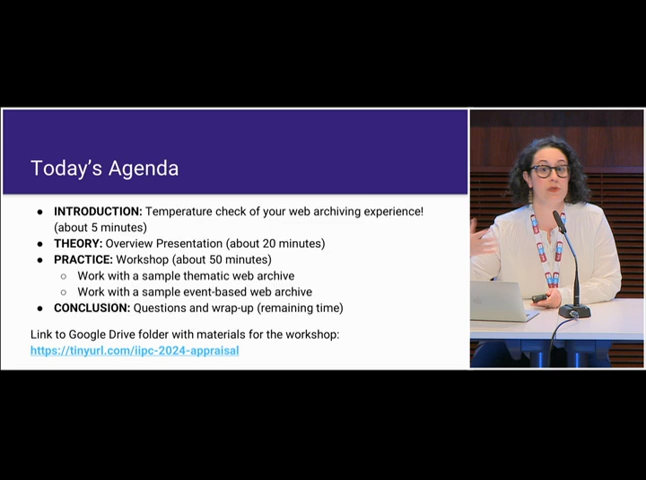 Today's Agenda
● INTRODUCTION: Temperature check of your web archiving experience!
(about 5 minutes)
● THEORY: Overview Presentation (about 20 minutes)
● PRACTICE: Workshop (about 50 minutes)
○ Work with a sample thematic web archive
○ Work with a sample event-based web archive
● CONCLUSION: Questions and wrap-up (remaining time)
Link to Google Drive folder with materials for the workshop:
https://tinyurl.com/iipc-2024-appraisal